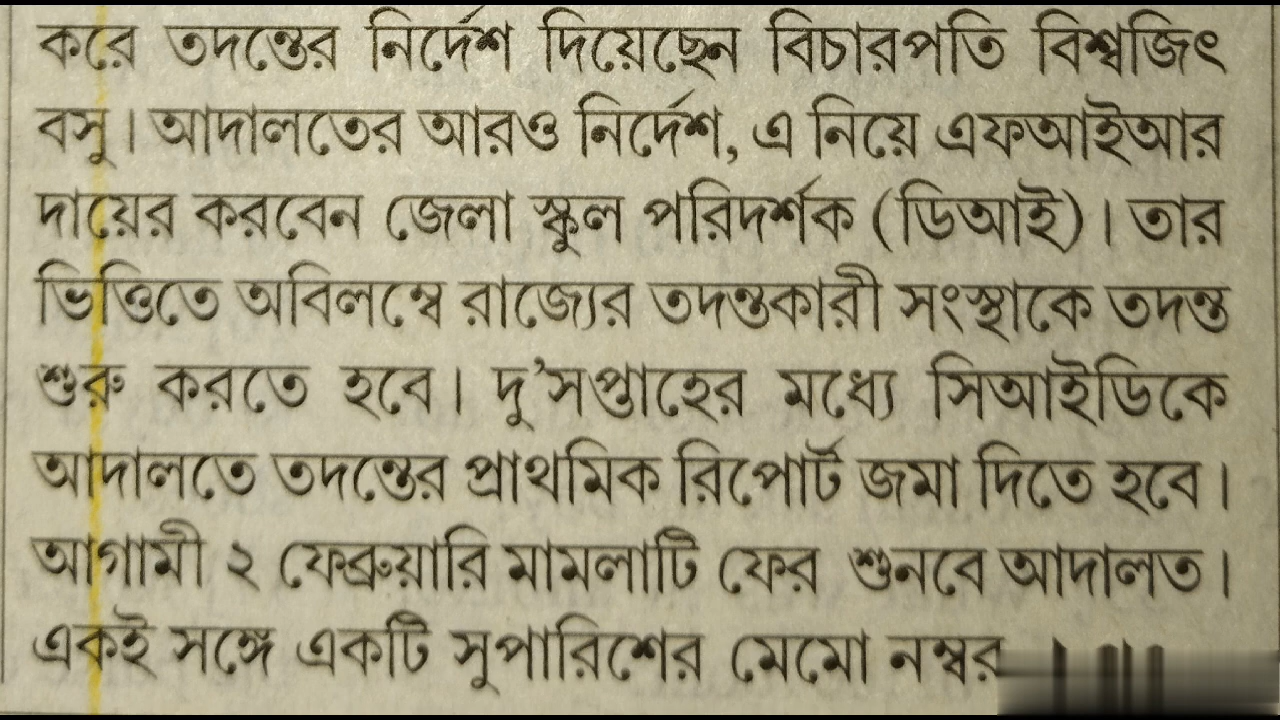 করে তদন্তের নির্দেশ দিয়েছেন বিচারপতি বিশ্বজিৎ
বসু। আদালতের আরও নির্দেশ, এ নিয়ে এফআইআর
দায়ের করবেন জেলা স্কুল পরিদর্শক (ডিআই)। তার
ভিত্তিতে অবিলম্বে রাজ্যের তদন্তকারী সংস্থাকে তদন্ত
শুরু করতে হবে। দু'সপ্তাহের মধ্যে সিআইডিকে
আদালতে তদন্তের প্রাথমিক রিপোর্ট জমা দিতে হবে।
আগামী ২ ফেব্রুয়ারি মামলাটি ফের শুনবে আদালত।
একই সঙ্গে একটি সুপারিশের মেমো নম্বর